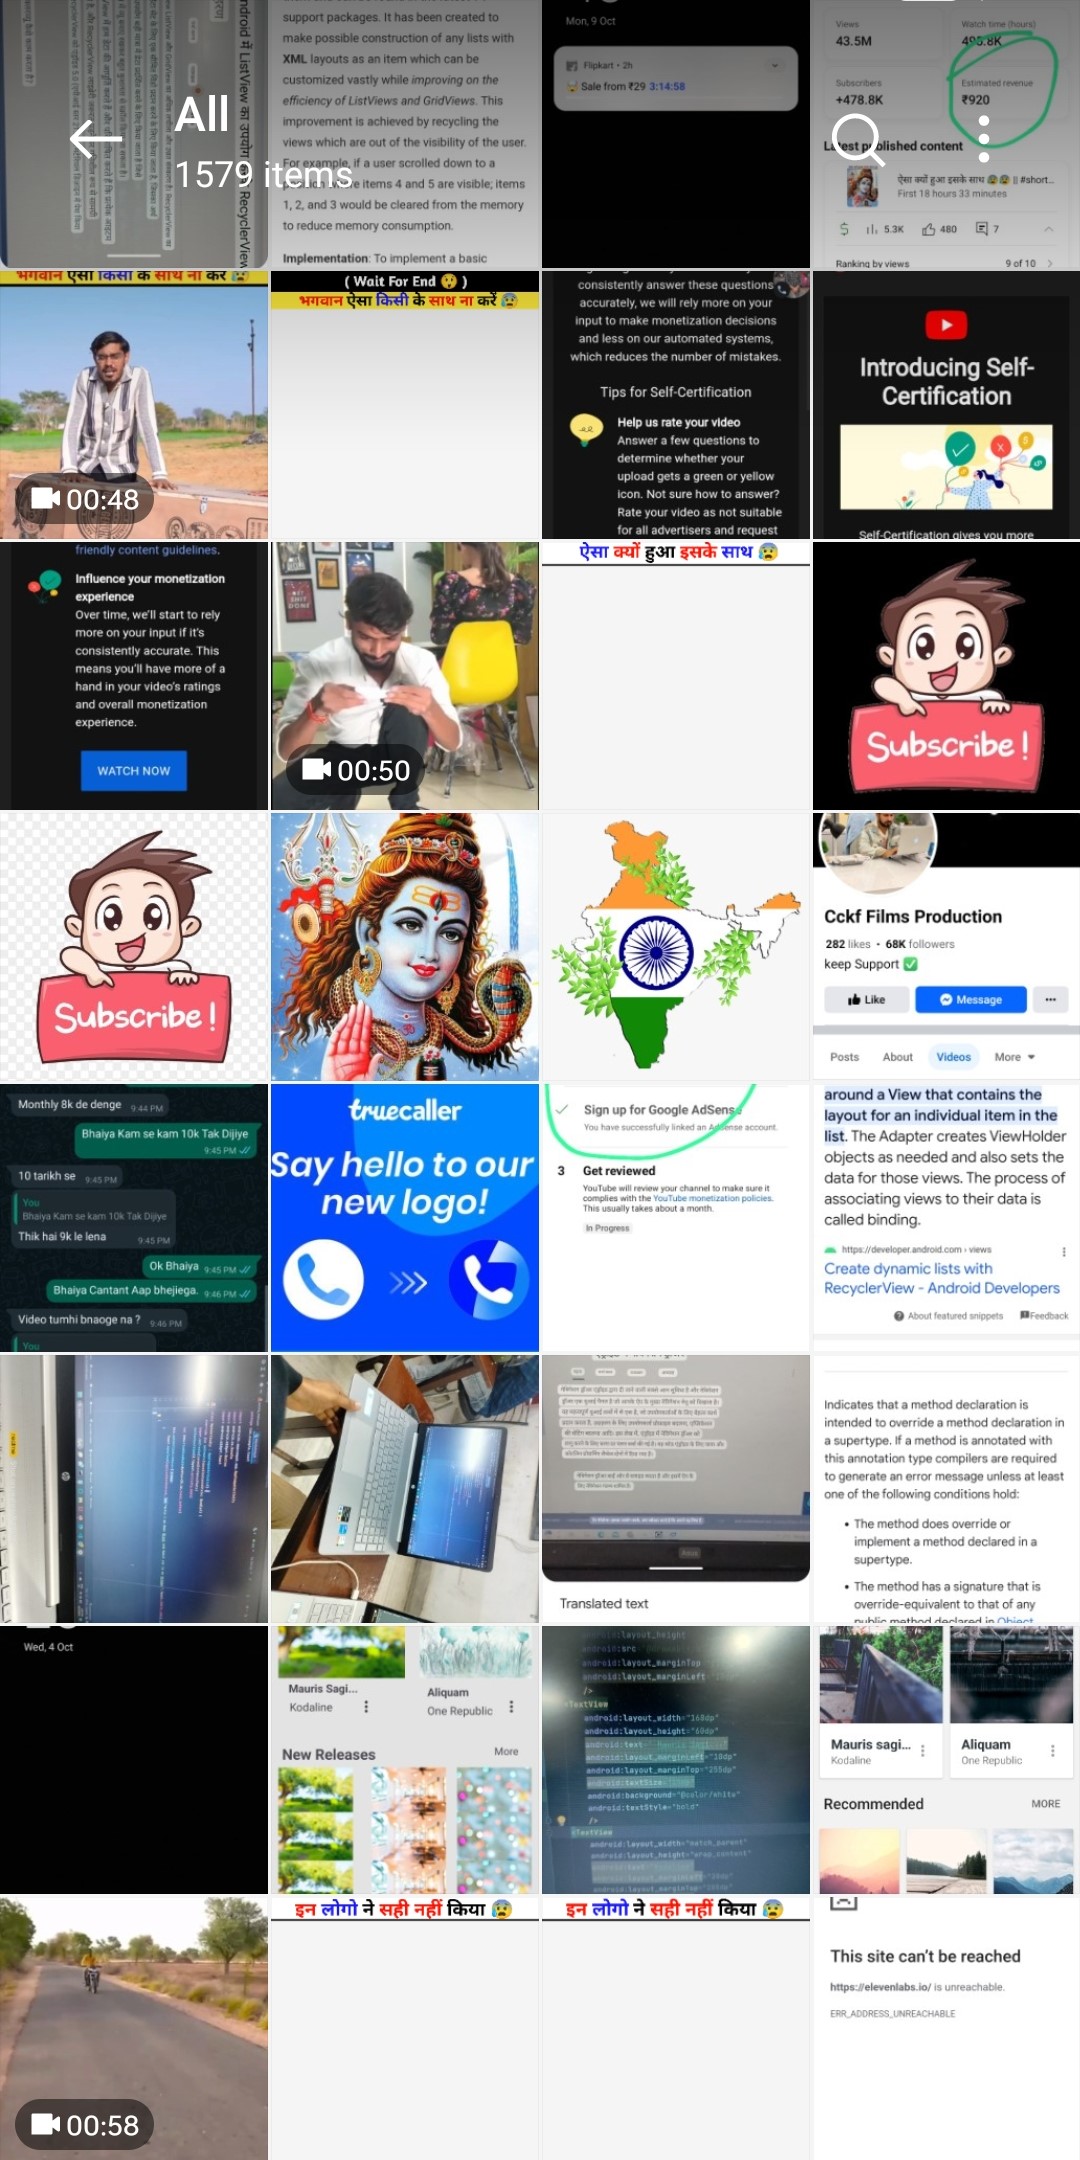 All
1579 items
ndroid में ListView का उपयोग
RecyclerView
support packages. It has been created to
make possible construction of any lists with
XML layouts as an item which can be
customized vastly while improving on the
efficiency of ListViews and GridViews. This
improvement is achieved by recycling the
views which are out of the visibility of the user.
For example, if a user scrolled down to a
items 4 and 5 are visible; items
1, 2, and 3 would be cleared from the memory
to reduce memory consumption.
Implementation: To implement a basic
Mon, 9 Oct
Flipkart • 2h
Sale from ₹29 3:14:58
Views
43.5M
Watch time (hours)
495.8K
Subscribers
+478.8K
Estimated revenue
₹920
Latest published content
ऐसा क्यों हुआ इसके साथ 😰😰 || #short...
First 18 hours 33 minutes
5.3K 480 7
Ranking by views 9 of 10
भगवान ऐसा किसी के साथ ना करें 😰
00:48
( Wait For End 😲 )
भगवान ऐसा किसी के साथ ना करें 😰
consistently answer these questions
accurately, we will rely more on your
input to make monetization decisions
and less on our automated systems,
which reduces the number of mistakes.
Tips for Self-Certification
Help us rate your video
Answer a few questions to
determine whether your
upload gets a green or yellow
icon. Not sure how to answer?
Rate your video as not suitable
for all advertisers and request
Introducing Self-
Certification
Self-Certification gives you more
friendly content guidelines.
Influence your monetization
experience
Over time, we'll start to rely
more on your input if it's
consistently accurate. This
means you'll have more of a
hand in your video's ratings
and overall monetization
experience.
WATCH NOW
00:50
ऐसा क्यों हुआ इसके साथ 😰
Subscribe!
Subscribe!
Cckf Films Production
282 likes • 68K followers
keep Support ✅
Like
Message
Posts About Videos More
Monthly 8k de denge 9:44 PM
Bhaiya Kam se kam 10k Tak Dijiye
9:45 PM
10 tarikh se 9:45 PM
You
Bhaiya Kam se kam 10k Tak Dijiye
Thik hai 9k le lena 9:45 PM
Ok Bhaiya 9:45 PM
Bhaiya Cantant Aap bhejiega. 9:46 PM
Video tumhi bnaoge na ? 9:46 PM
You
truecaller
Say hello to our
new logo!
Sign up for Google AdSense
You have successfully linked an AdSense account.
3 Get reviewed
YouTube will review your channel to make sure it
complies with the YouTube monetization policies.
This usually takes about a month.
In Progress
around a View that contains the
layout for an individual item in the
list. The Adapter creates ViewHolder
objects as needed and also sets the
data for those views. The process of
associating views to their data is
called binding.
https://developer.android.com › views
Create dynamic lists with
RecyclerView - Android Developers
About featured snippets Feedback
Translated text
Indicates that a method declaration is
intended to override a method declaration in
a supertype. If a method is annotated with
this annotation type compilers are required
to generate an error message unless at least
one of the following conditions hold:
• The method does override or
implement a method declared in a
supertype.
• The method has a signature that is
override-equivalent to that of any
public method declared in Object
Wed, 4 Oct
Mauris Sagi...
Kodaline
Aliquam
One Republic
New Releases More
android:layout_height
android:src
android:layout_marginTop
android:layout_marginLeft
/>
<TextView
android:layout_width="160dp"
android:layout_height="60dp"
android:text
android:layout_marginLeft="10dp"
android:layout_marginTop="255dp"
android:textSize
android:background="@color/white"
android:textStyle="bold"
/>
<TextView
android:layout_width="match_parent"
android:layout_height="wrap_content"
Mauris sagi...
Kodaline
Aliquam
One Republic
Recommended MORE
00:58
इन लोगो ने सही नहीं किया 😰
इन लोगो ने सही नहीं किया 😰
This site can't be reached
https://elevenlabs.io/ is unreachable.
ERR_ADDRESS_UNREACHABLE